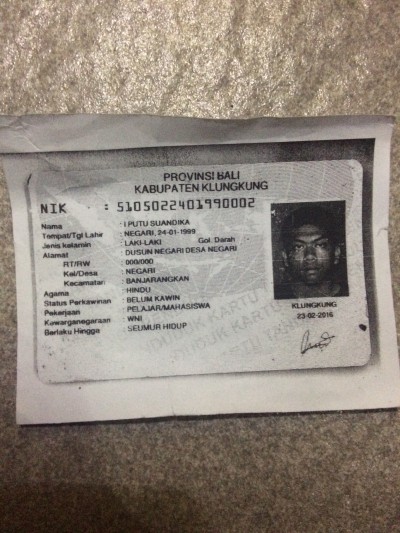 PROVINSI BALI
KABUPATEN KLUNGKUNG
NIK : 5105022401990002
Nama : I PUTU SUANDIKA
Tempat/Tgl Lahir : NEGARI, 24-01-1999
Jenis kelamin : LAKI-LAKI Gol. Darah
Alamat : DUSUN NEGARI DESA NEGARI
RT/RW : 000/000
Kel/Desa : NEGARI
Kecamatan : BANJARANGKAN
Agama : HINDU
Status Perkawinan : BELUM KAWIN
Pekerjaan : PELAJAR/MAHASISWA
Kewarganegaraan : WNI
Berlaku Hingga : SEUMUR HIDUP
KLUNGKUNG
23-02-2016